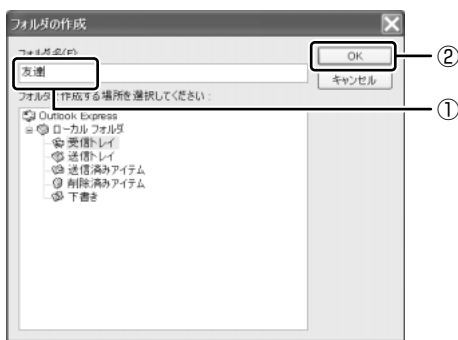 フォルダの作成
フォルダ名(F):
友達
OK
キャンセル
②
①
フォルダを作成する場所を選択してください:
Outlook Express
ローカル フォルダ
受信トレイ
送信トレイ
送信済みアイテム
削除済みアイテム
下書き